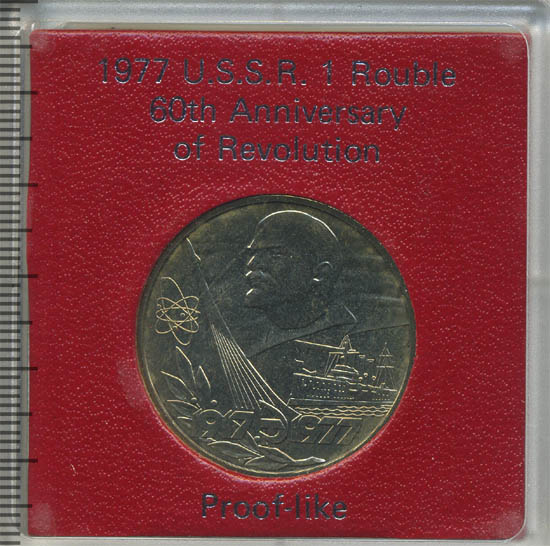 1977 U.S.S.R. 1 Rouble
60th Anniversary
of Revolution
1917 1977
Proof-like